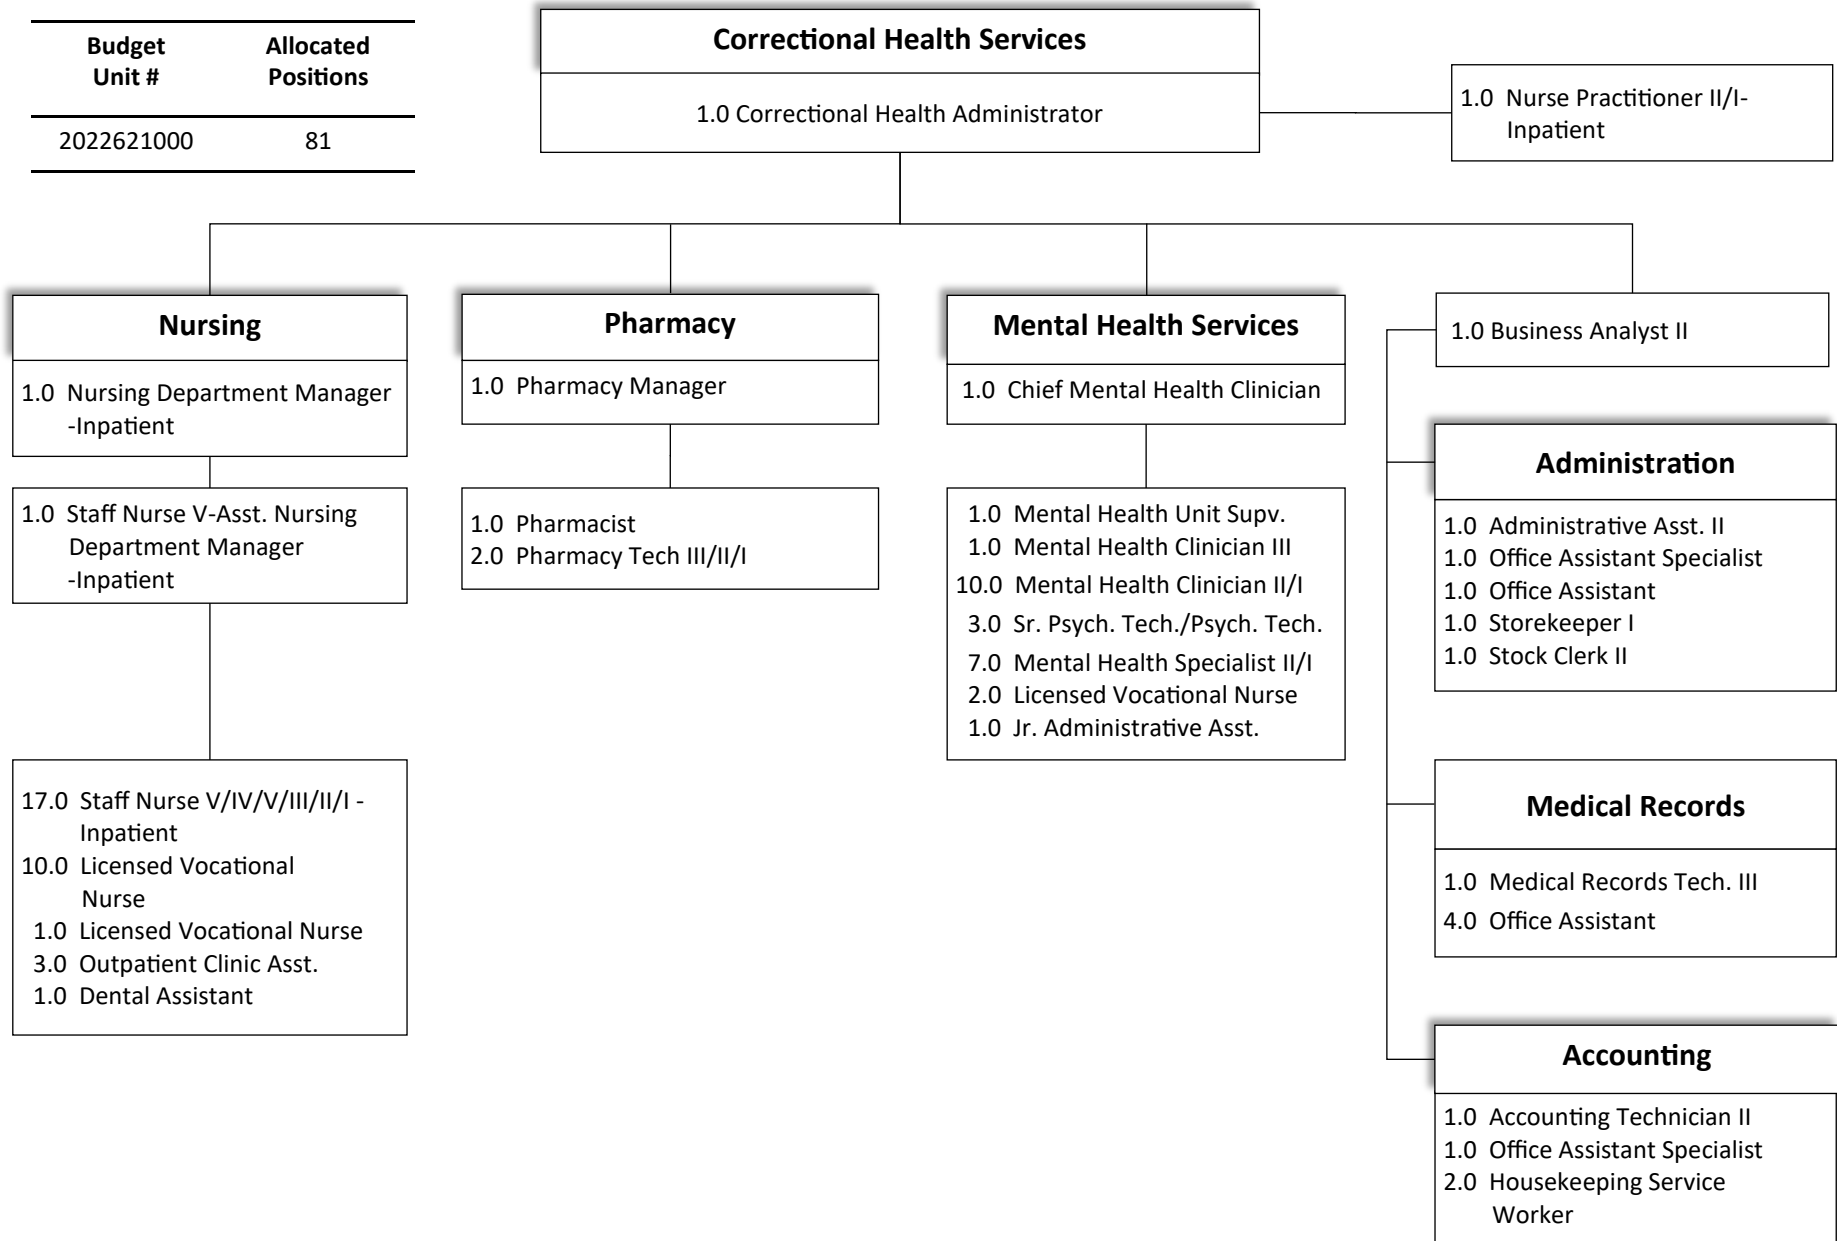 Budget Unit #
Allocated Positions
2022621000 81
Correctional Health Services
1.0 Correctional Health Administrator
1.0 Nurse Practitioner II/I-
Inpatient
Nursing
1.0 Nursing Department Manager
-Inpatient
1.0 Staff Nurse V-Asst. Nursing
Department Manager
-Inpatient
17.0 Staff Nurse V/IV/V/III/II/I -
Inpatient
10.0 Licensed Vocational
Nurse
1.0 Licensed Vocational Nurse
3.0 Outpatient Clinic Asst.
1.0 Dental Assistant
Pharmacy
1.0 Pharmacy Manager
1.0 Pharmacist
2.0 Pharmacy Tech III/II/I
Mental Health Services
1.0 Chief Mental Health Clinician
1.0 Mental Health Unit Supv.
1.0 Mental Health Clinician III
10.0 Mental Health Clinician II/I
3.0 Sr. Psych. Tech./Psych. Tech.
7.0 Mental Health Specialist II/I
2.0 Licensed Vocational Nurse
1.0 Jr. Administrative Asst.
1.0 Business Analyst II
Administration
1.0 Administrative Asst. II
1.0 Office Assistant Specialist
1.0 Office Assistant
1.0 Storekeeper I
1.0 Stock Clerk II
Medical Records
1.0 Medical Records Tech. III
4.0 Office Assistant
Accounting
1.0 Accounting Technician II
1.0 Office Assistant Specialist
2.0 Housekeeping Service
Worker